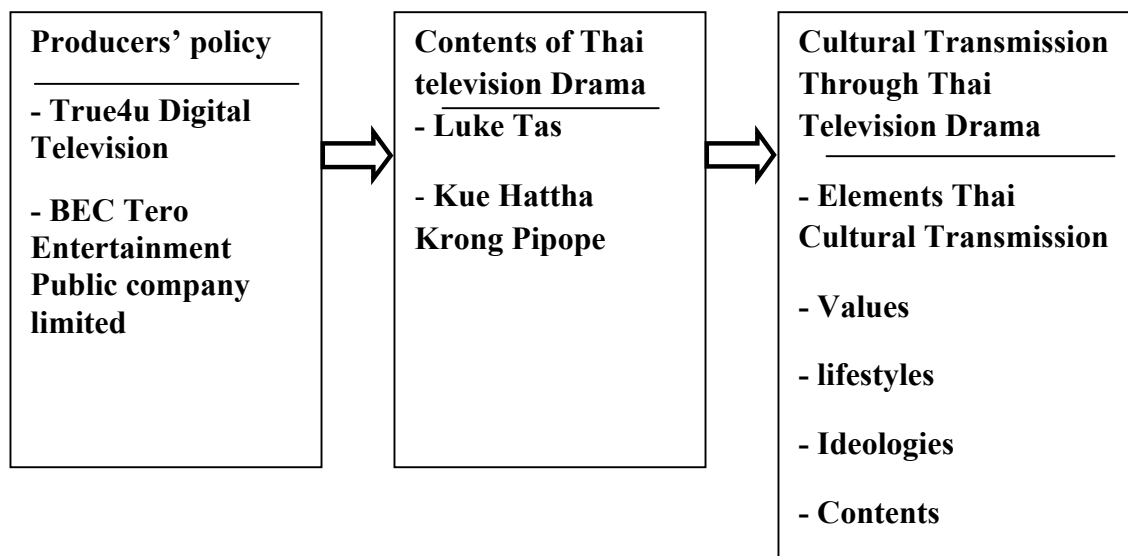 Producers’ policy
- True4u Digital
Television
- BEC Tero
Entertainment
Public company
limited
Contents of Thai
television Drama
- Luke Tas
- Kue Hattha
Krong Pipope
Cultural Transmission
Through Thai
Television Drama
- Elements Thai
Cultural Transmission
- Values
- lifestyles
- Ideologies
- Contents